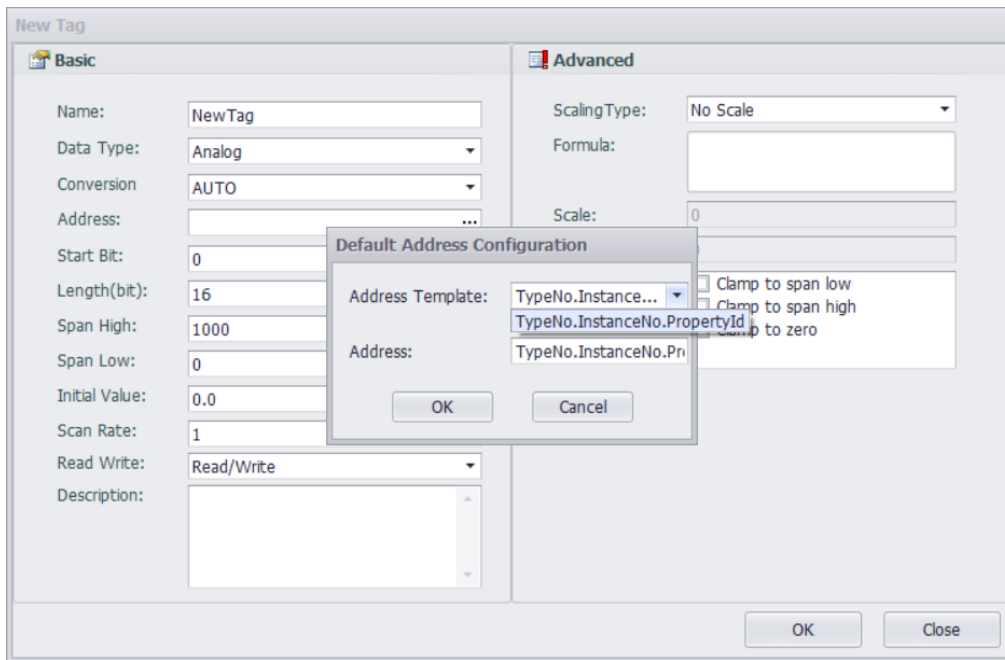 New Tag
Basic
Name:
NewTag
Data Type:
Analog
Conversion
AUTO
Address:
...
Start Bit:
0
Length(bit):
16
Span High:
1000
Span Low:
0
Initial Value:
0.0
Scan Rate:
1
Read Write:
Read/Write
Description:
Advanced
ScalingType:
No Scale
Formula:
Scale:
0
Clamp to span low
Clamp to span high
Clamp to zero
Default Address Configuration
Address Template:
TypeNo.Instance...
TypeNo.InstanceNo.PropertyId
Address:
TypeNo.InstanceNo.Pr
OK
Cancel
OK
Close